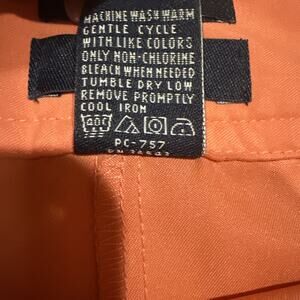 MACHINE WASH WARM
GENTLE CYCLE
WITH LIKE COLORS
ONLY NON-CHLORINE
BLEACH WHEN NEEDED
TUMBLE DRY LOW
REMOVE PROMPTLY
COOL IRON
PC-757